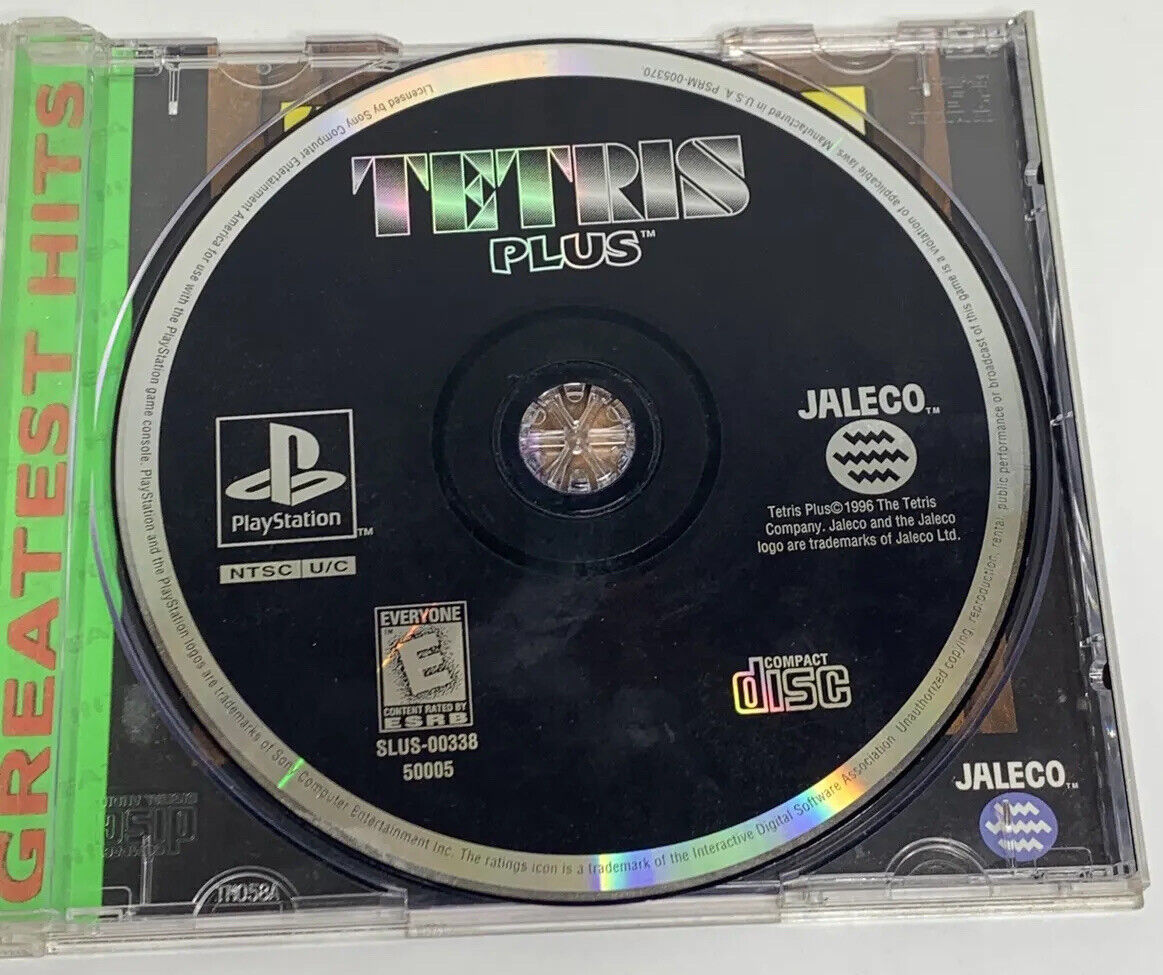 GREATEST HITS
TETRIS
PLUS™
JALECO™
Tetris Plus©1996 The Tetris
Company. Jaleco and the Jaleco
logo are trademarks of Jaleco Ltd.
PlayStation™
NTSC U/C
EVERYONE
™
E
CONTENT RATED BY
ESRB
SLUS-00338
50005
COMPACT
disc
Licensed by Sony Computer Entertainment America for use with the PlayStation game console. PlayStation and the PlayStation logos are trademarks of Sony Computer Entertainment Inc. The ratings icon is a trademark of the Interactive Digital Software Association. Unauthorized copying, reproduction, rental, public performance or broadcast of this game is a violation of applicable laws. Manufactured in U.S.A. PSRM-005370.
JALECO™
TN058A